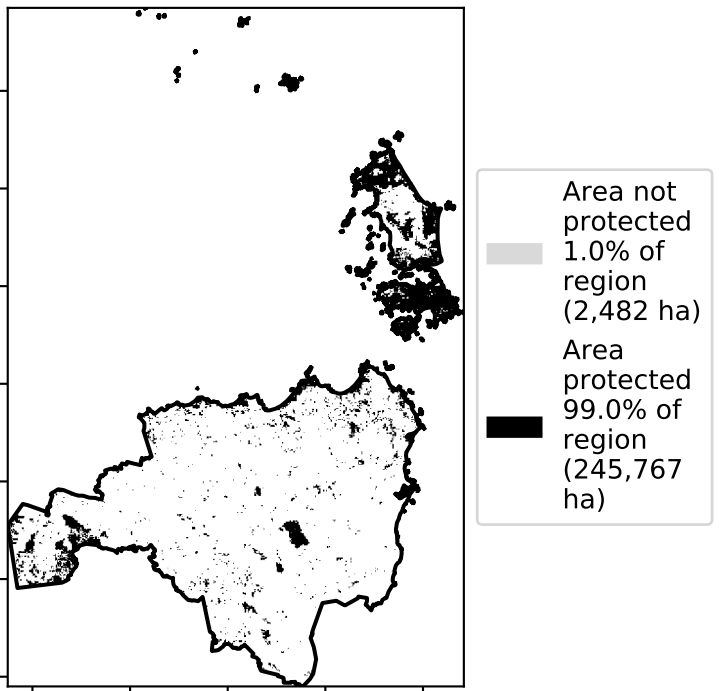 Area not
protected
1.0% of
region
(2,482 ha)
Area
protected
99.0% of
region
(245,767
ha)